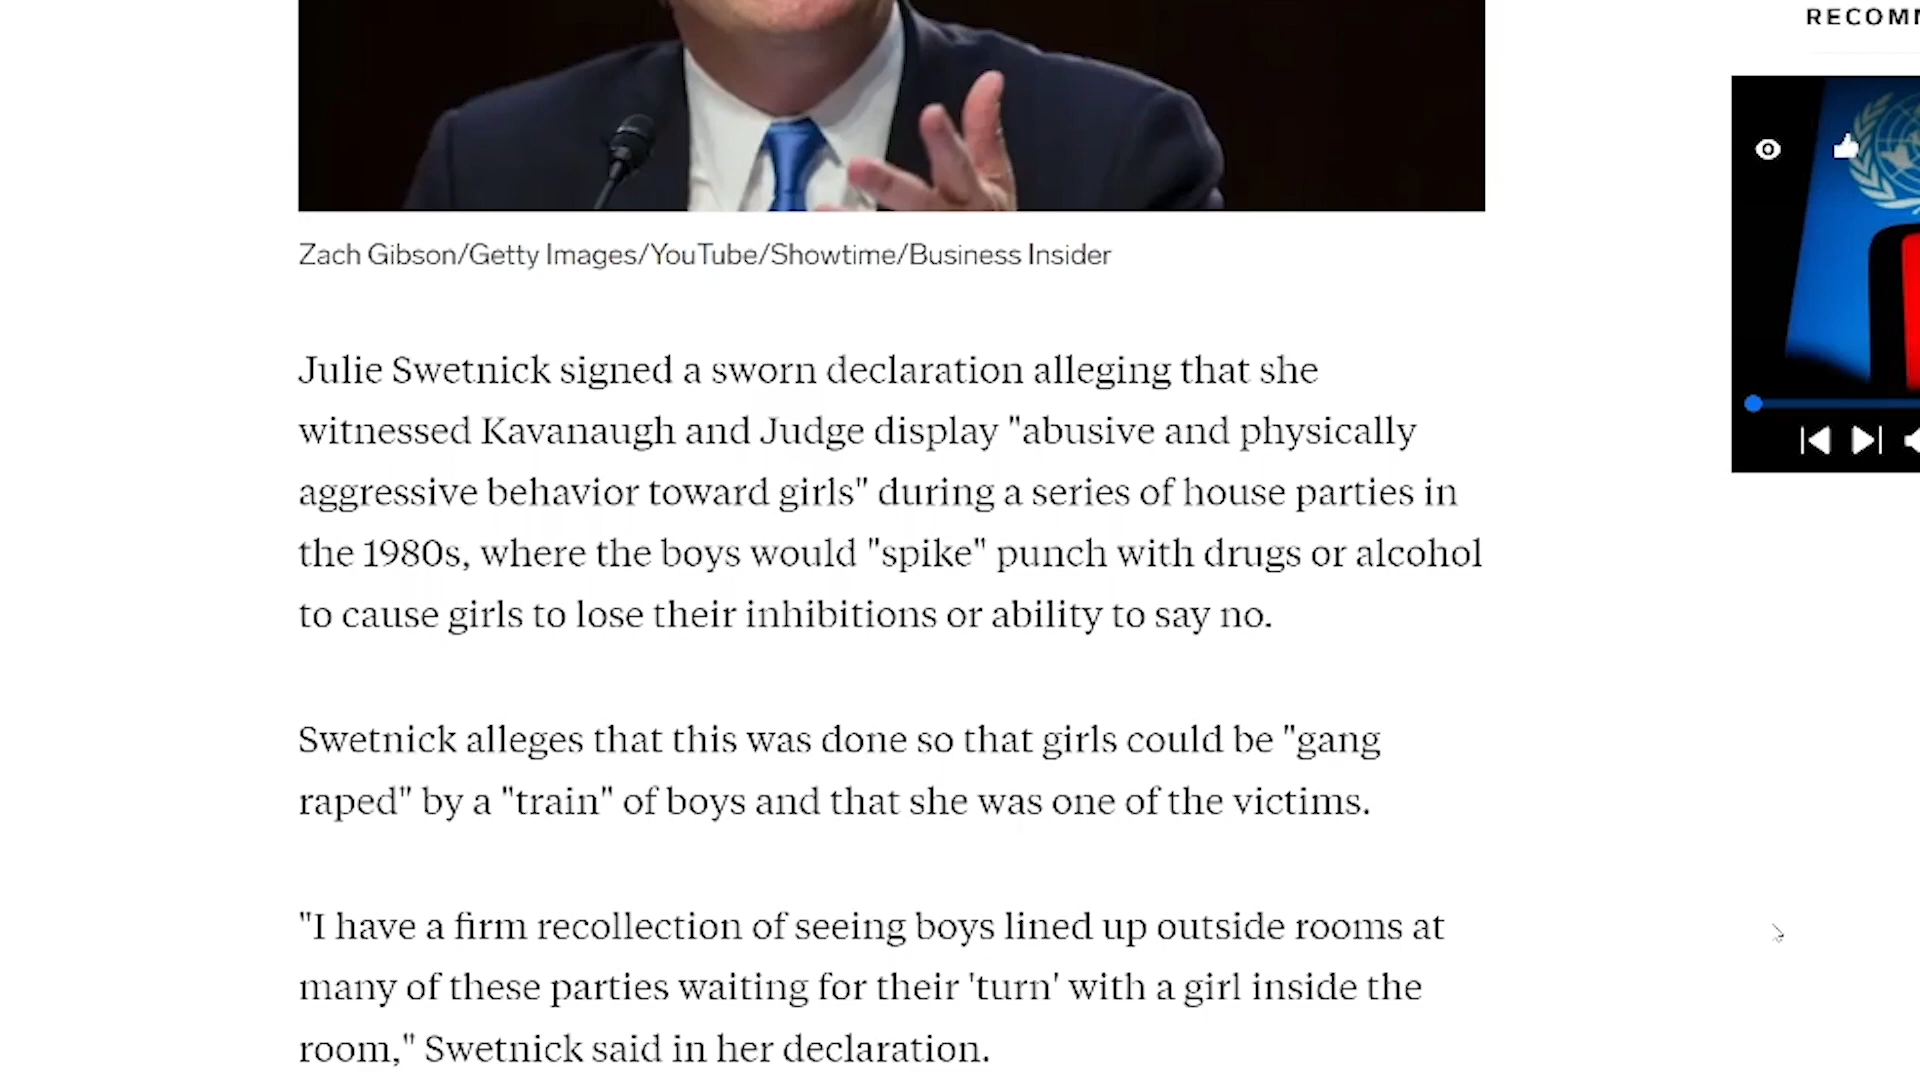 RECOM
Zach Gibson/Getty Images/YouTube/Showtime/Business Insider
Julie Swetnick signed a sworn declaration alleging that she
witnessed Kavanaugh and Judge display "abusive and physically
aggressive behavior toward girls" during a series of house parties in
the 1980s, where the boys would "spike" punch with drugs or alcohol
to cause girls to lose their inhibitions or ability to say no.
Swetnick alleges that this was done so that girls could be "gang
raped" by a "train" of boys and that she was one of the victims.
"I have a firm recollection of seeing boys lined up outside rooms at
many of these parties waiting for their 'turn' with a girl inside the
room," Swetnick said in her declaration.